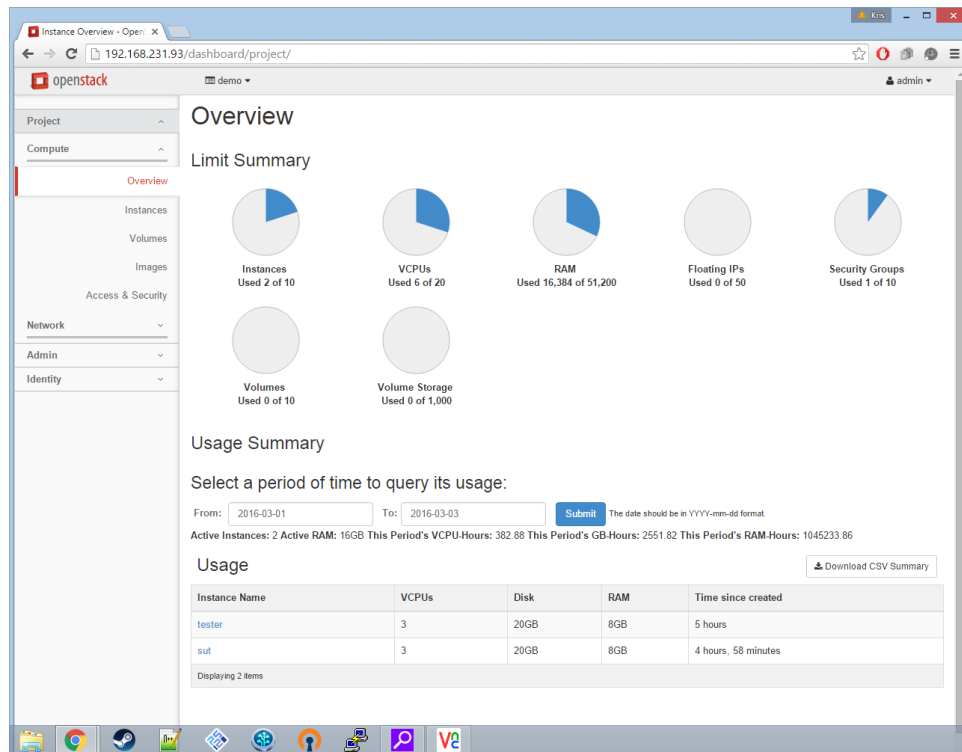 Instance Overview - Open
Kris
192.168.231.93/dashboard/project/
openstack
demo
admin
Project
Compute
Overview
Instances
Volumes
Images
Access & Security
Network
Admin
Identity
Overview
Limit Summary
Instances
Used 2 of 10
VCPUs
Used 6 of 20
RAM
Used 16,384 of 51,200
Floating IPs
Used 0 of 50
Security Groups
Used 1 of 10
Volumes
Used 0 of 10
Volume Storage
Used 0 of 1,000
Usage Summary
Select a period of time to query its usage:
From: 2016-03-01 To: 2016-03-03 Submit The date should be in YYYY-mm-dd format.
Active Instances: 2 Active RAM: 16GB This Period's VCPU-Hours: 382.88 This Period's GB-Hours: 2551.82 This Period's RAM-Hours: 1045233.86
Usage
Download CSV Summary
Instance Name VCPUs Disk RAM Time since created
tester 3 20GB 8GB 5 hours
sut 3 20GB 8GB 4 hours, 58 minutes
Displaying 2 items